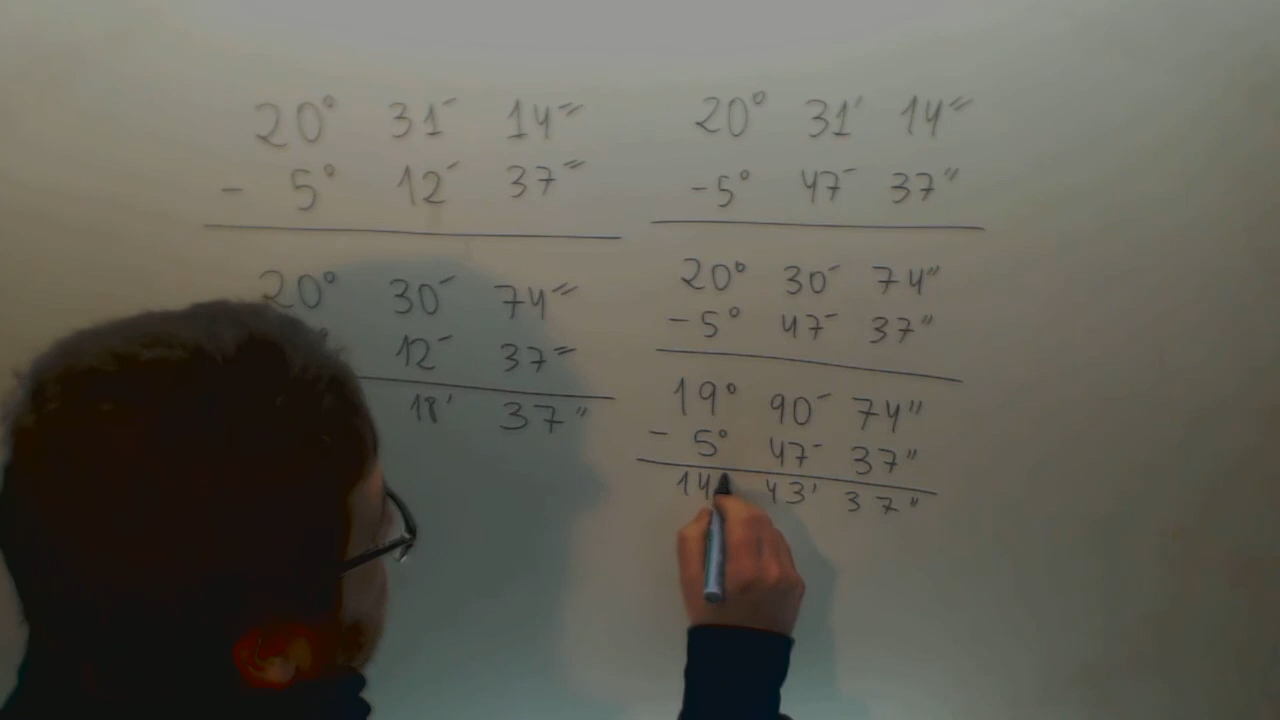 20° 31′ 14″
- 5° 12′ 37″
20° 30′ 74″
12′ 37″
18′ 37″
20° 31′ 14″
-5° 47′ 37″
20° 30′ 74″
-5° 47′ 37″
19° 90′ 74″
- 5° 47′ 37″
14 43′ 37″